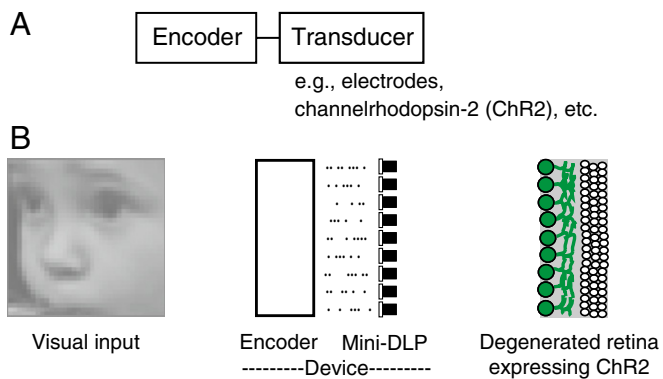 A
Encoder
Transducer
e.g., electrodes,
channelrhodopsin-2 (ChR2), etc.
B
Visual input
Encoder
Mini-DLP
---------Device---------
Degenerated retina
expressing ChR2